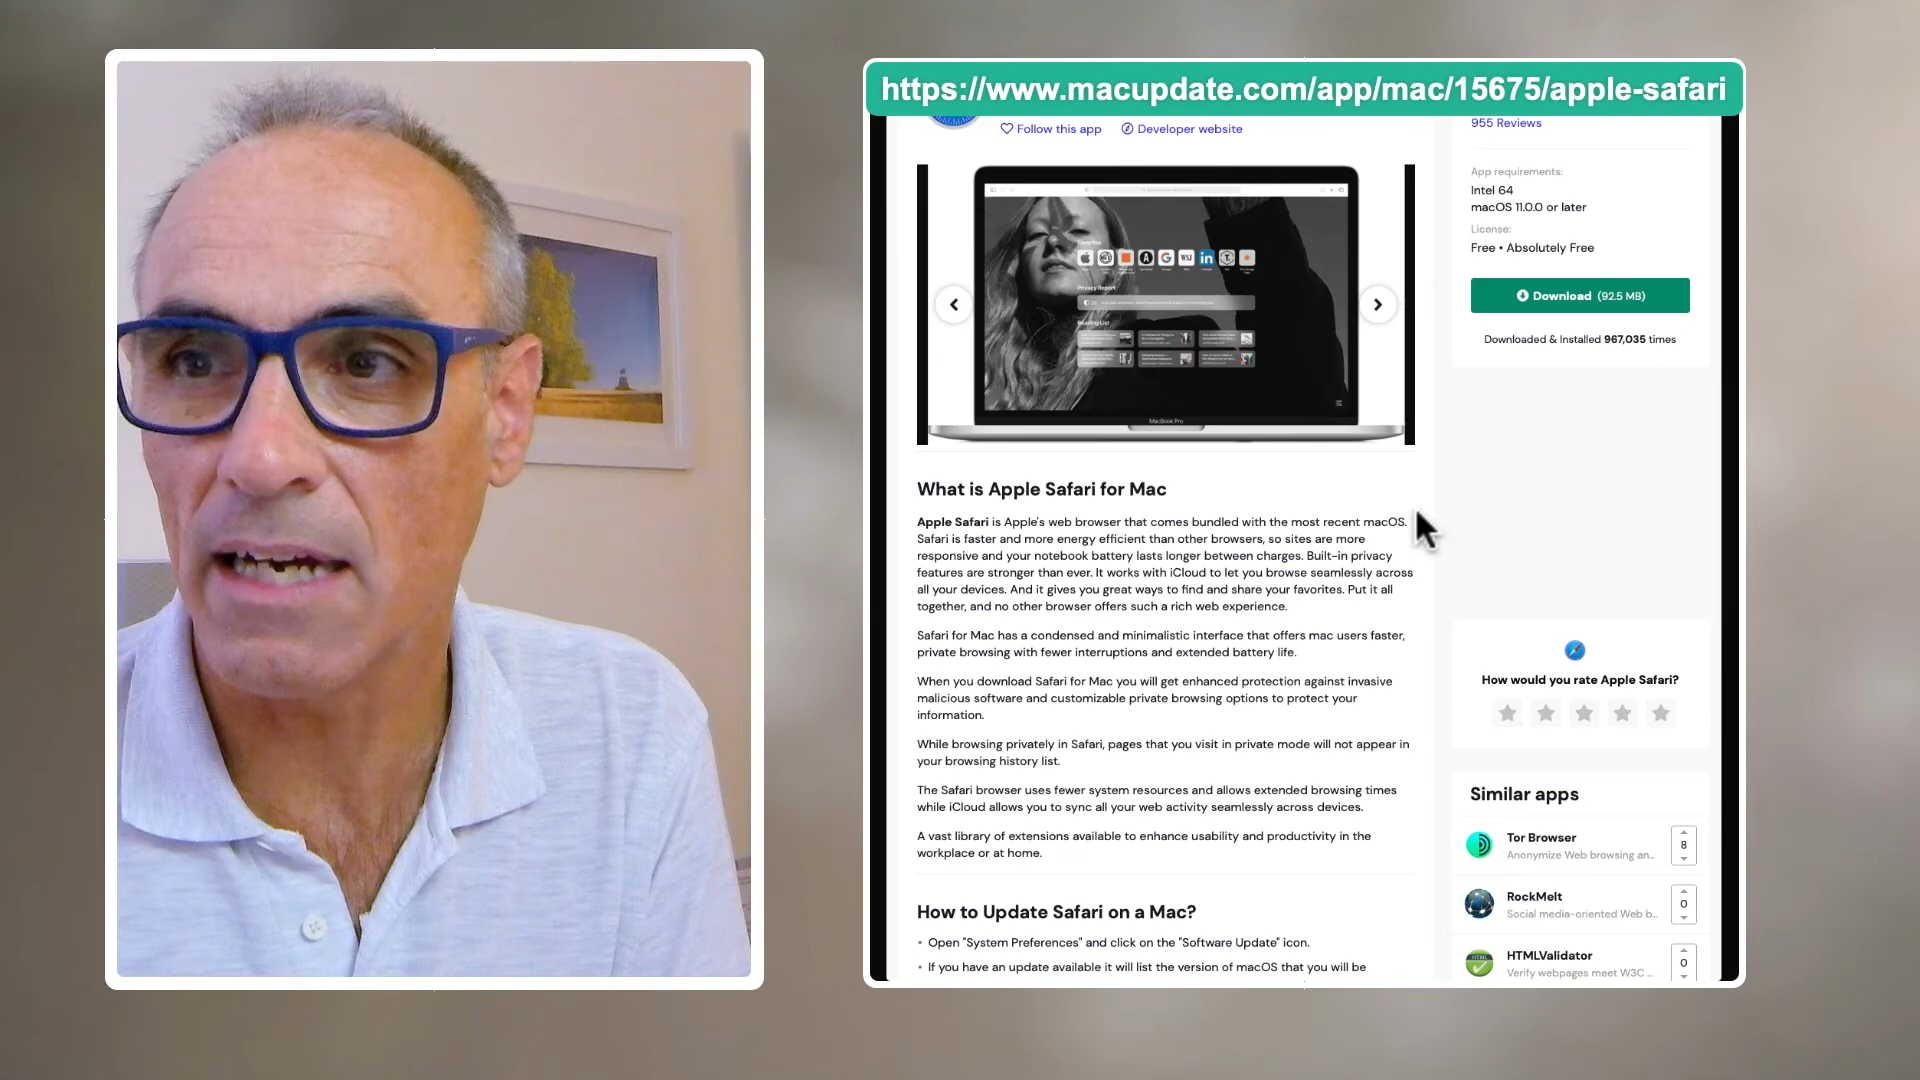 https://www.macupdate.com/app/mac/15675/apple-safari
Follow this app
Developer website
955 Reviews
App requirements:
Intel 64
macOS 11.0.0 or later
License:
Free • Absolutely Free
Download (92.5 MB)
Downloaded & Installed 967,035 times
Favorites
Privacy Report
Reading List
MacBook Pro
What is Apple Safari for Mac
Apple Safari is Apple's web browser that comes bundled with the most recent macOS.
Safari is faster and more energy efficient than other browsers, so sites are more
responsive and your notebook battery lasts longer between charges. Built-in privacy
features are stronger than ever. It works with iCloud to let you browse seamlessly across
all your devices. And it gives you great ways to find and share your favorites. Put it all
together, and no other browser offers such a rich web experience.
Safari for Mac has a condensed and minimalistic interface that offers mac users faster,
private browsing with fewer interruptions and extended battery life.
When you download Safari for Mac you will get enhanced protection against invasive
malicious software and customizable private browsing options to protect your
information.
While browsing privately in Safari, pages that you visit in private mode will not appear in
your browsing history list.
The Safari browser uses fewer system resources and allows extended browsing times
while iCloud allows you to sync all your web activity seamlessly across devices.
A vast library of extensions available to enhance usability and productivity in the
workplace or at home.
How to Update Safari on a Mac?
• Open "System Preferences" and click on the "Software Update" icon.
• If you have an update available it will list the version of macOS that you will be
How would you rate Apple Safari?
Similar apps
Tor Browser
Anonymize Web browsing an...
8
RockMelt
Social media-oriented Web b...
0
HTMLValidator
Verify webpages meet W3C ...
0